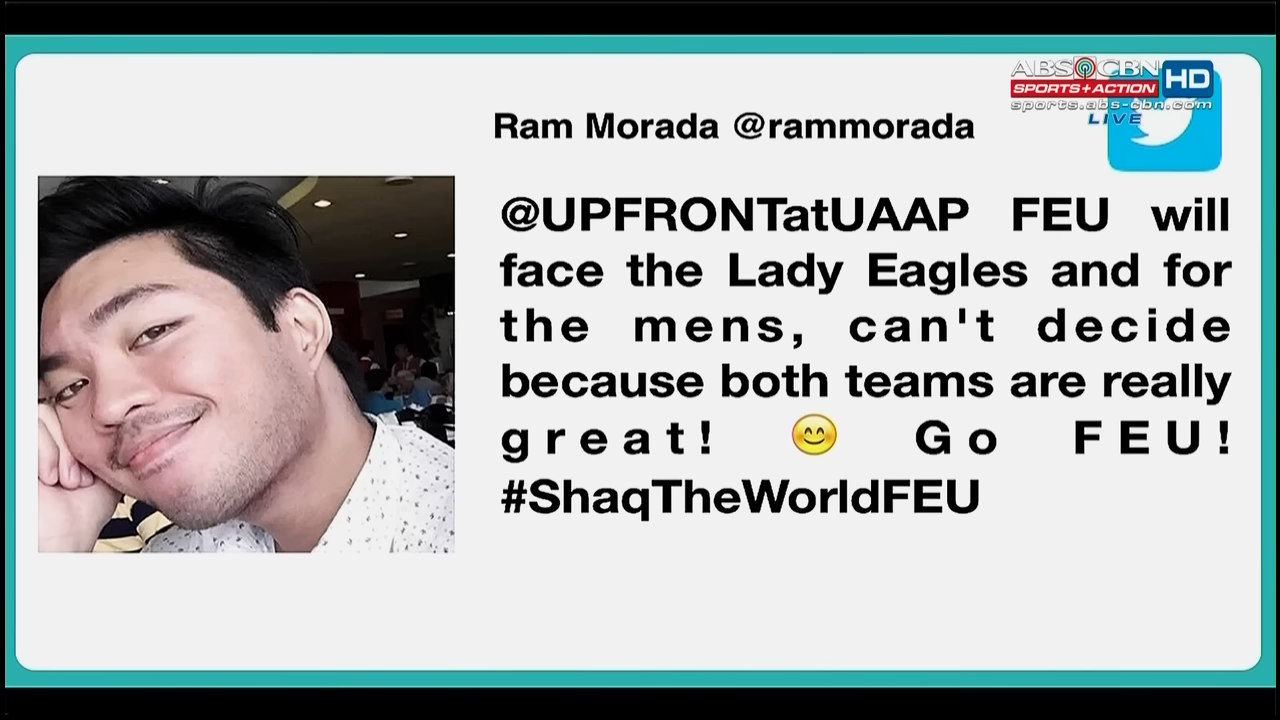 ABS CBN HD
SPORTS+ACTION
sports.abs-cbn.com
LIVE
Ram Morada @rammorada
@UPFRONTatUAAP FEU will
face the Lady Eagles and for
the mens, can't decide
because both teams are really
great! 😊 Go FEU!
#ShaqTheWorldFEU